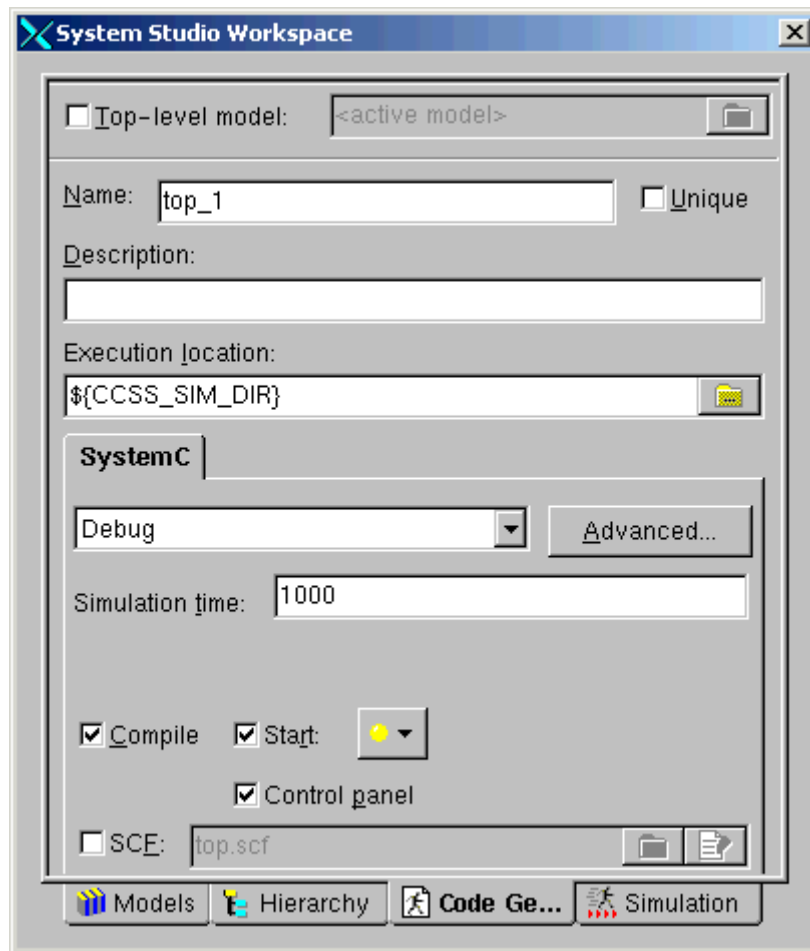 System Studio Workspace
Top-level model: <active model>
Name: top_1 Unique
Description:
Execution location:
${CCSS_SIM_DIR}
SystemC
Debug Advanced...
Simulation time: 1000
Compile Start:
Control panel
SCF: top.scf
Models Hierarchy Code Ge... Simulation